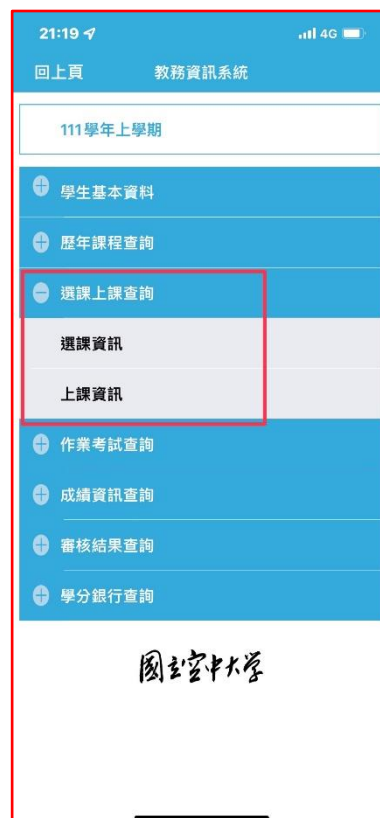 21:19
4G
回上頁 教務資訊系統
111學年上學期
學生基本資料
歷年課程查詢
選課上課查詢
選課資訊
上課資訊
作業考試查詢
成績資訊查詢
審核結果查詢
學分銀行查詢
國立空中大学